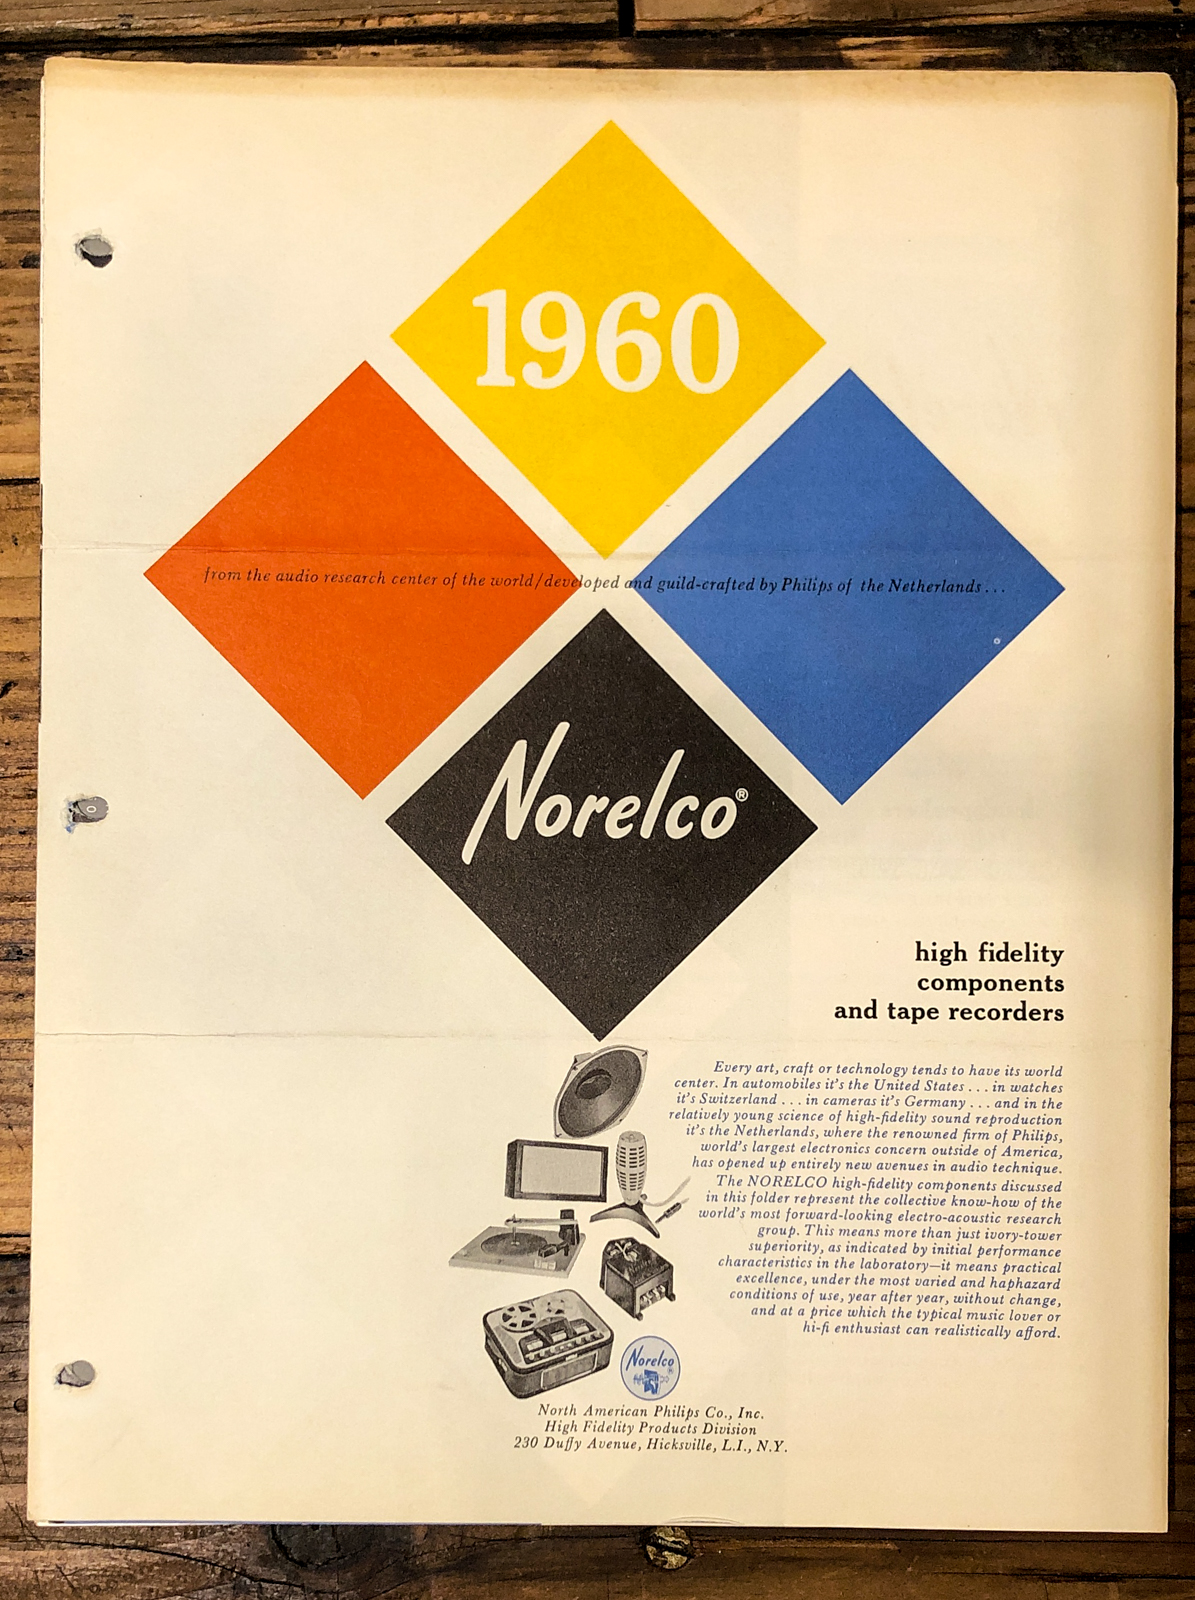 1960
from the audio research center of the world/developed and guild-crafted by Philips of the Netherlands...
Norelco®
high fidelity
components
and tape recorders
Every art, craft or technology tends to have its world
center. In automobiles it's the United States . . . in watches
it's Switzerland . . . in cameras it's Germany . . . and in the
relatively young science of high-fidelity sound reproduction
it's the Netherlands, where the renowned firm of Philips,
world's largest electronics concern outside of America,
has opened up entirely new avenues in audio technique.
The NORELCO high-fidelity components discussed
in this folder represent the collective know-how of the
world's most forward-looking electro-acoustic research
group. This means more than just ivory-tower
superiority, as indicated by initial performance
characteristics in the laboratory—it means practical
excellence, under the most varied and haphazard
conditions of use, year after year, without change,
and at a price which the typical music lover or
hi-fi enthusiast can realistically afford.
Norelco®
North American Philips Co., Inc.
High Fidelity Products Division
230 Duffy Avenue, Hicksville, L.I., N.Y.